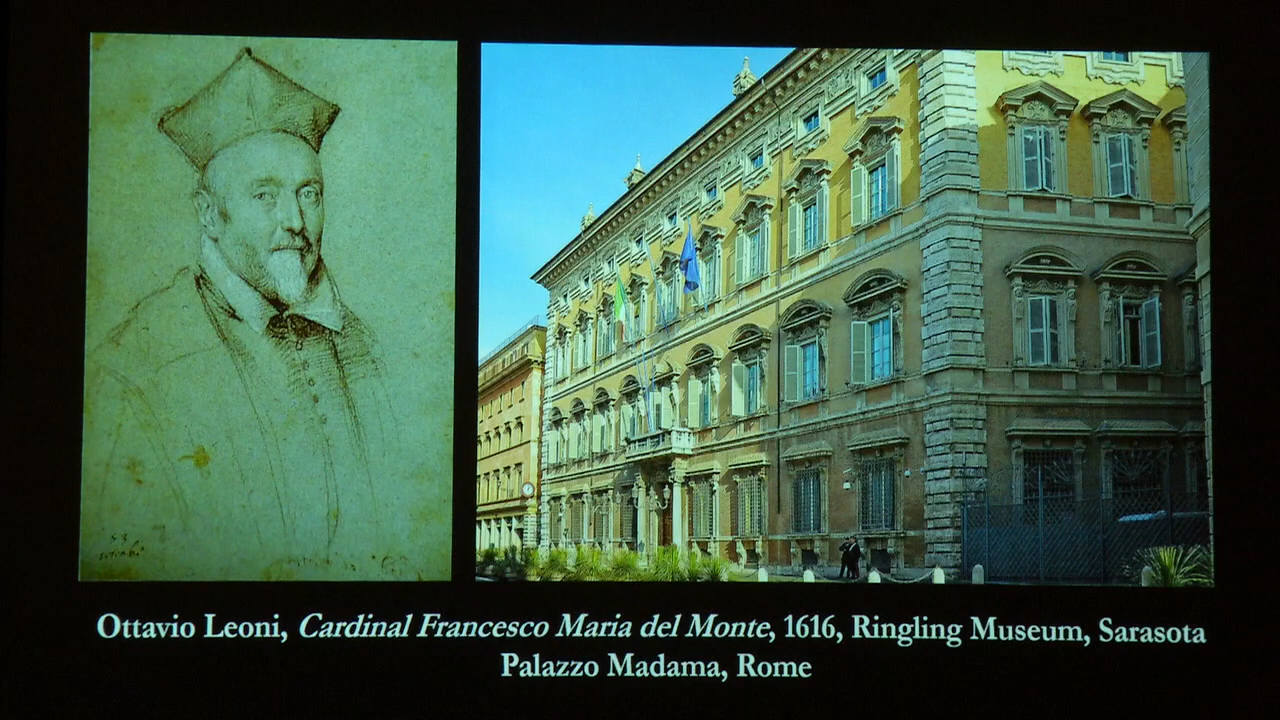 Ottavio Leoni, Cardinal Francesco Maria del Monte, 1616, Ringling Museum, Sarasota
Palazzo Madama, Rome